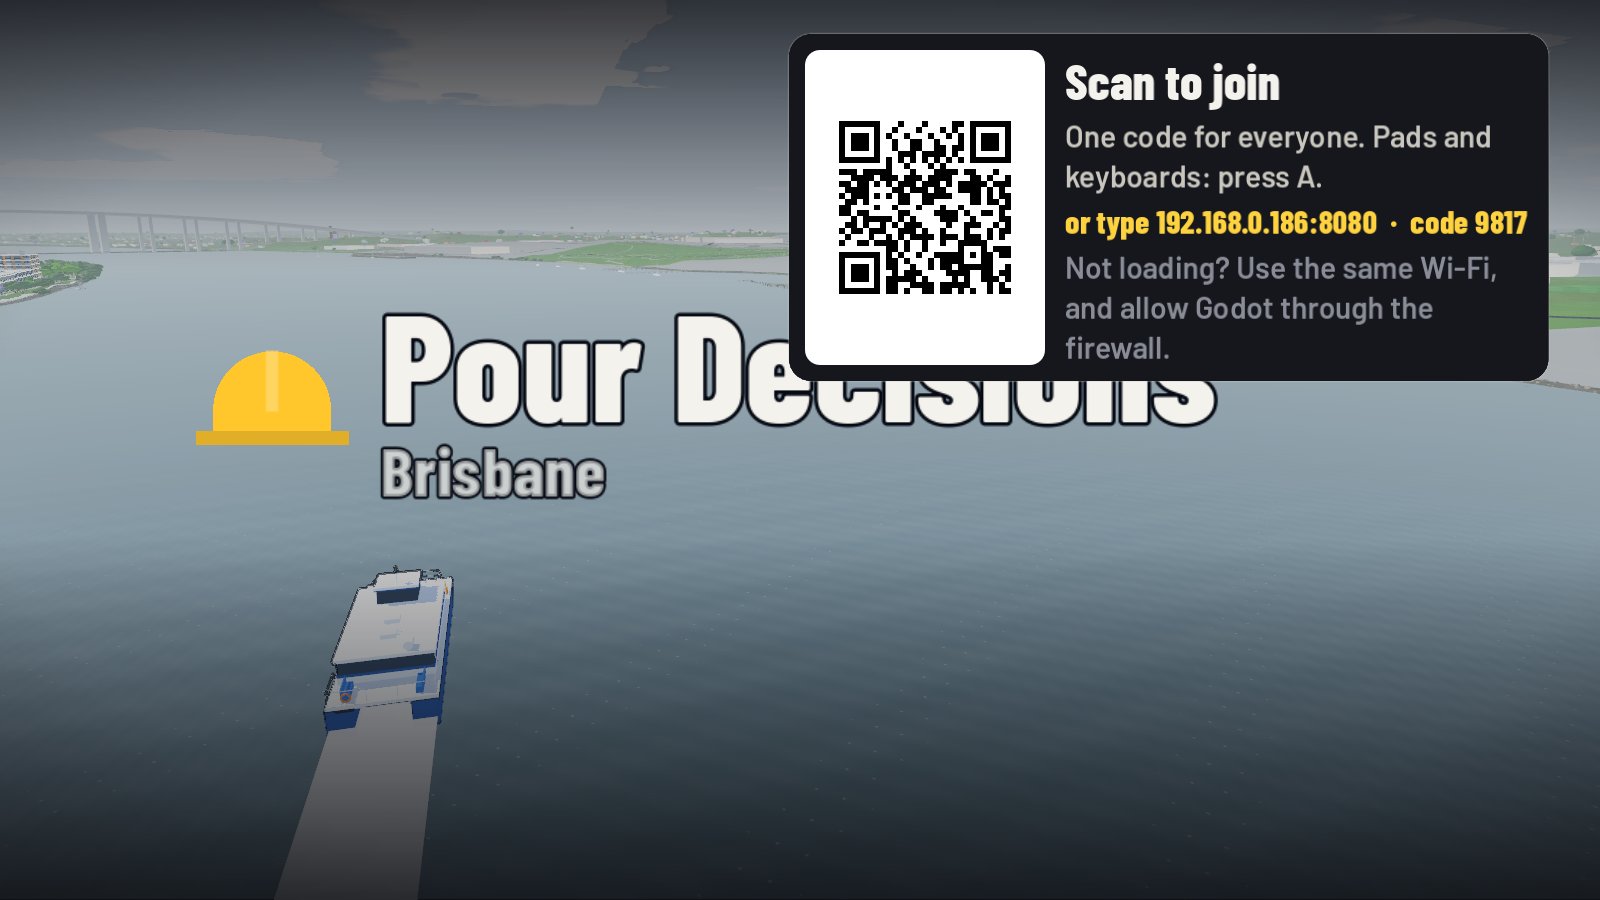 Scan to join
One code for everyone. Pads and
keyboards: press A.
or type 192.168.0.186:8080 · code 9817
Not loading? Use the same Wi-Fi,
and allow Godot through the
firewall.
Pour Decisions
Brisbane